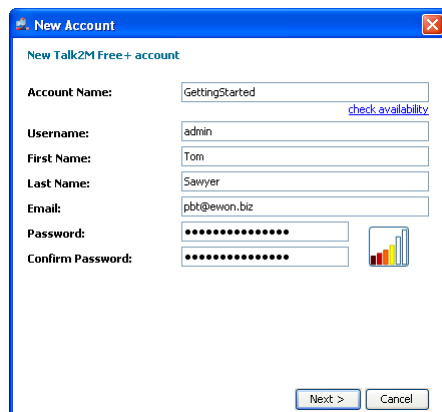 New Account
New Talk2M Free+ account
Account Name: GettingStarted
check availability
Username: admin
First Name: Tom
Last Name: Sawyer
Email: pbt@ewon.biz
Password: •••••••••••••••
Confirm Password: •••••••••••••••
Next > Cancel